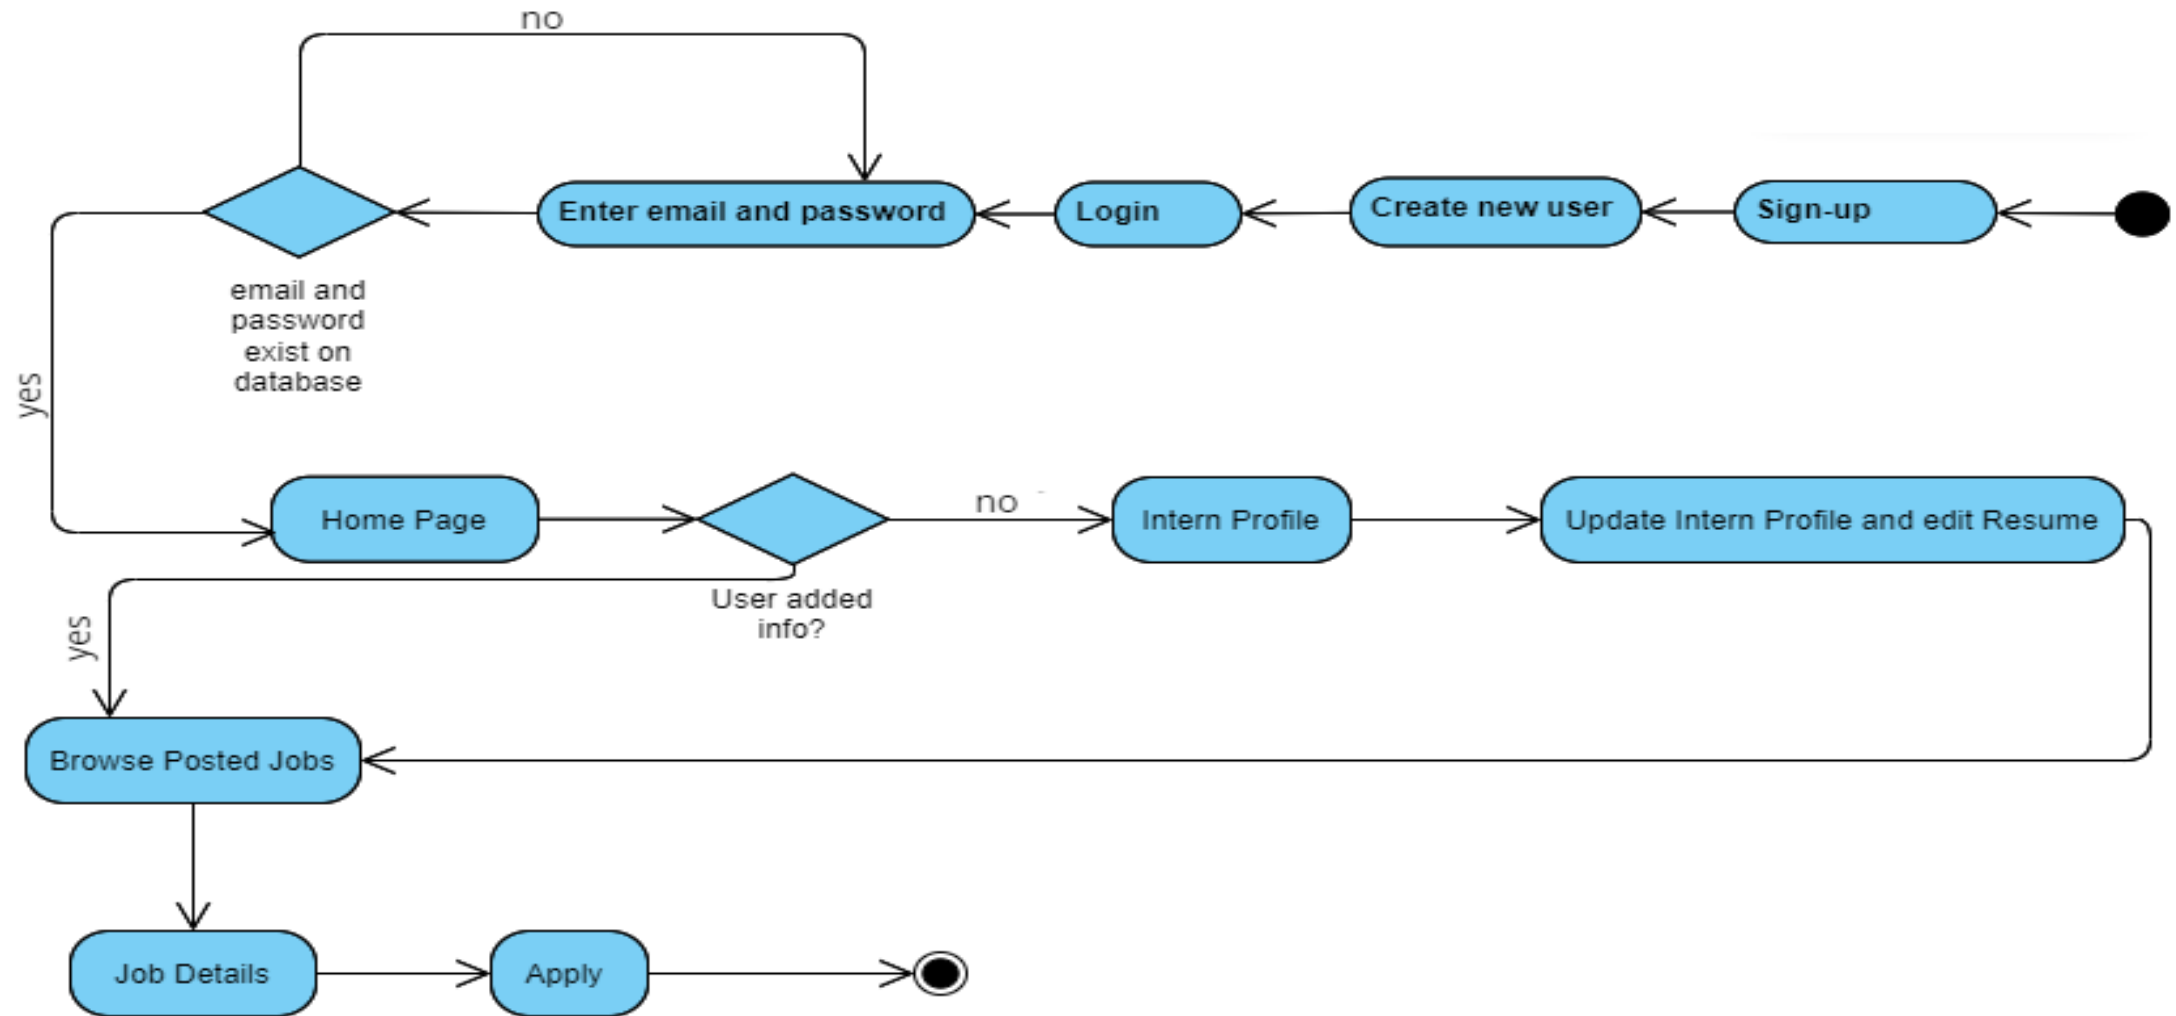 no
Enter email and password
Login
Create new user
Sign-up
email and
password
exist on
database
yes
Home Page
no
Intern Profile
Update Intern Profile and edit Resume
User added
info?
yes
Browse Posted Jobs
Job Details
Apply